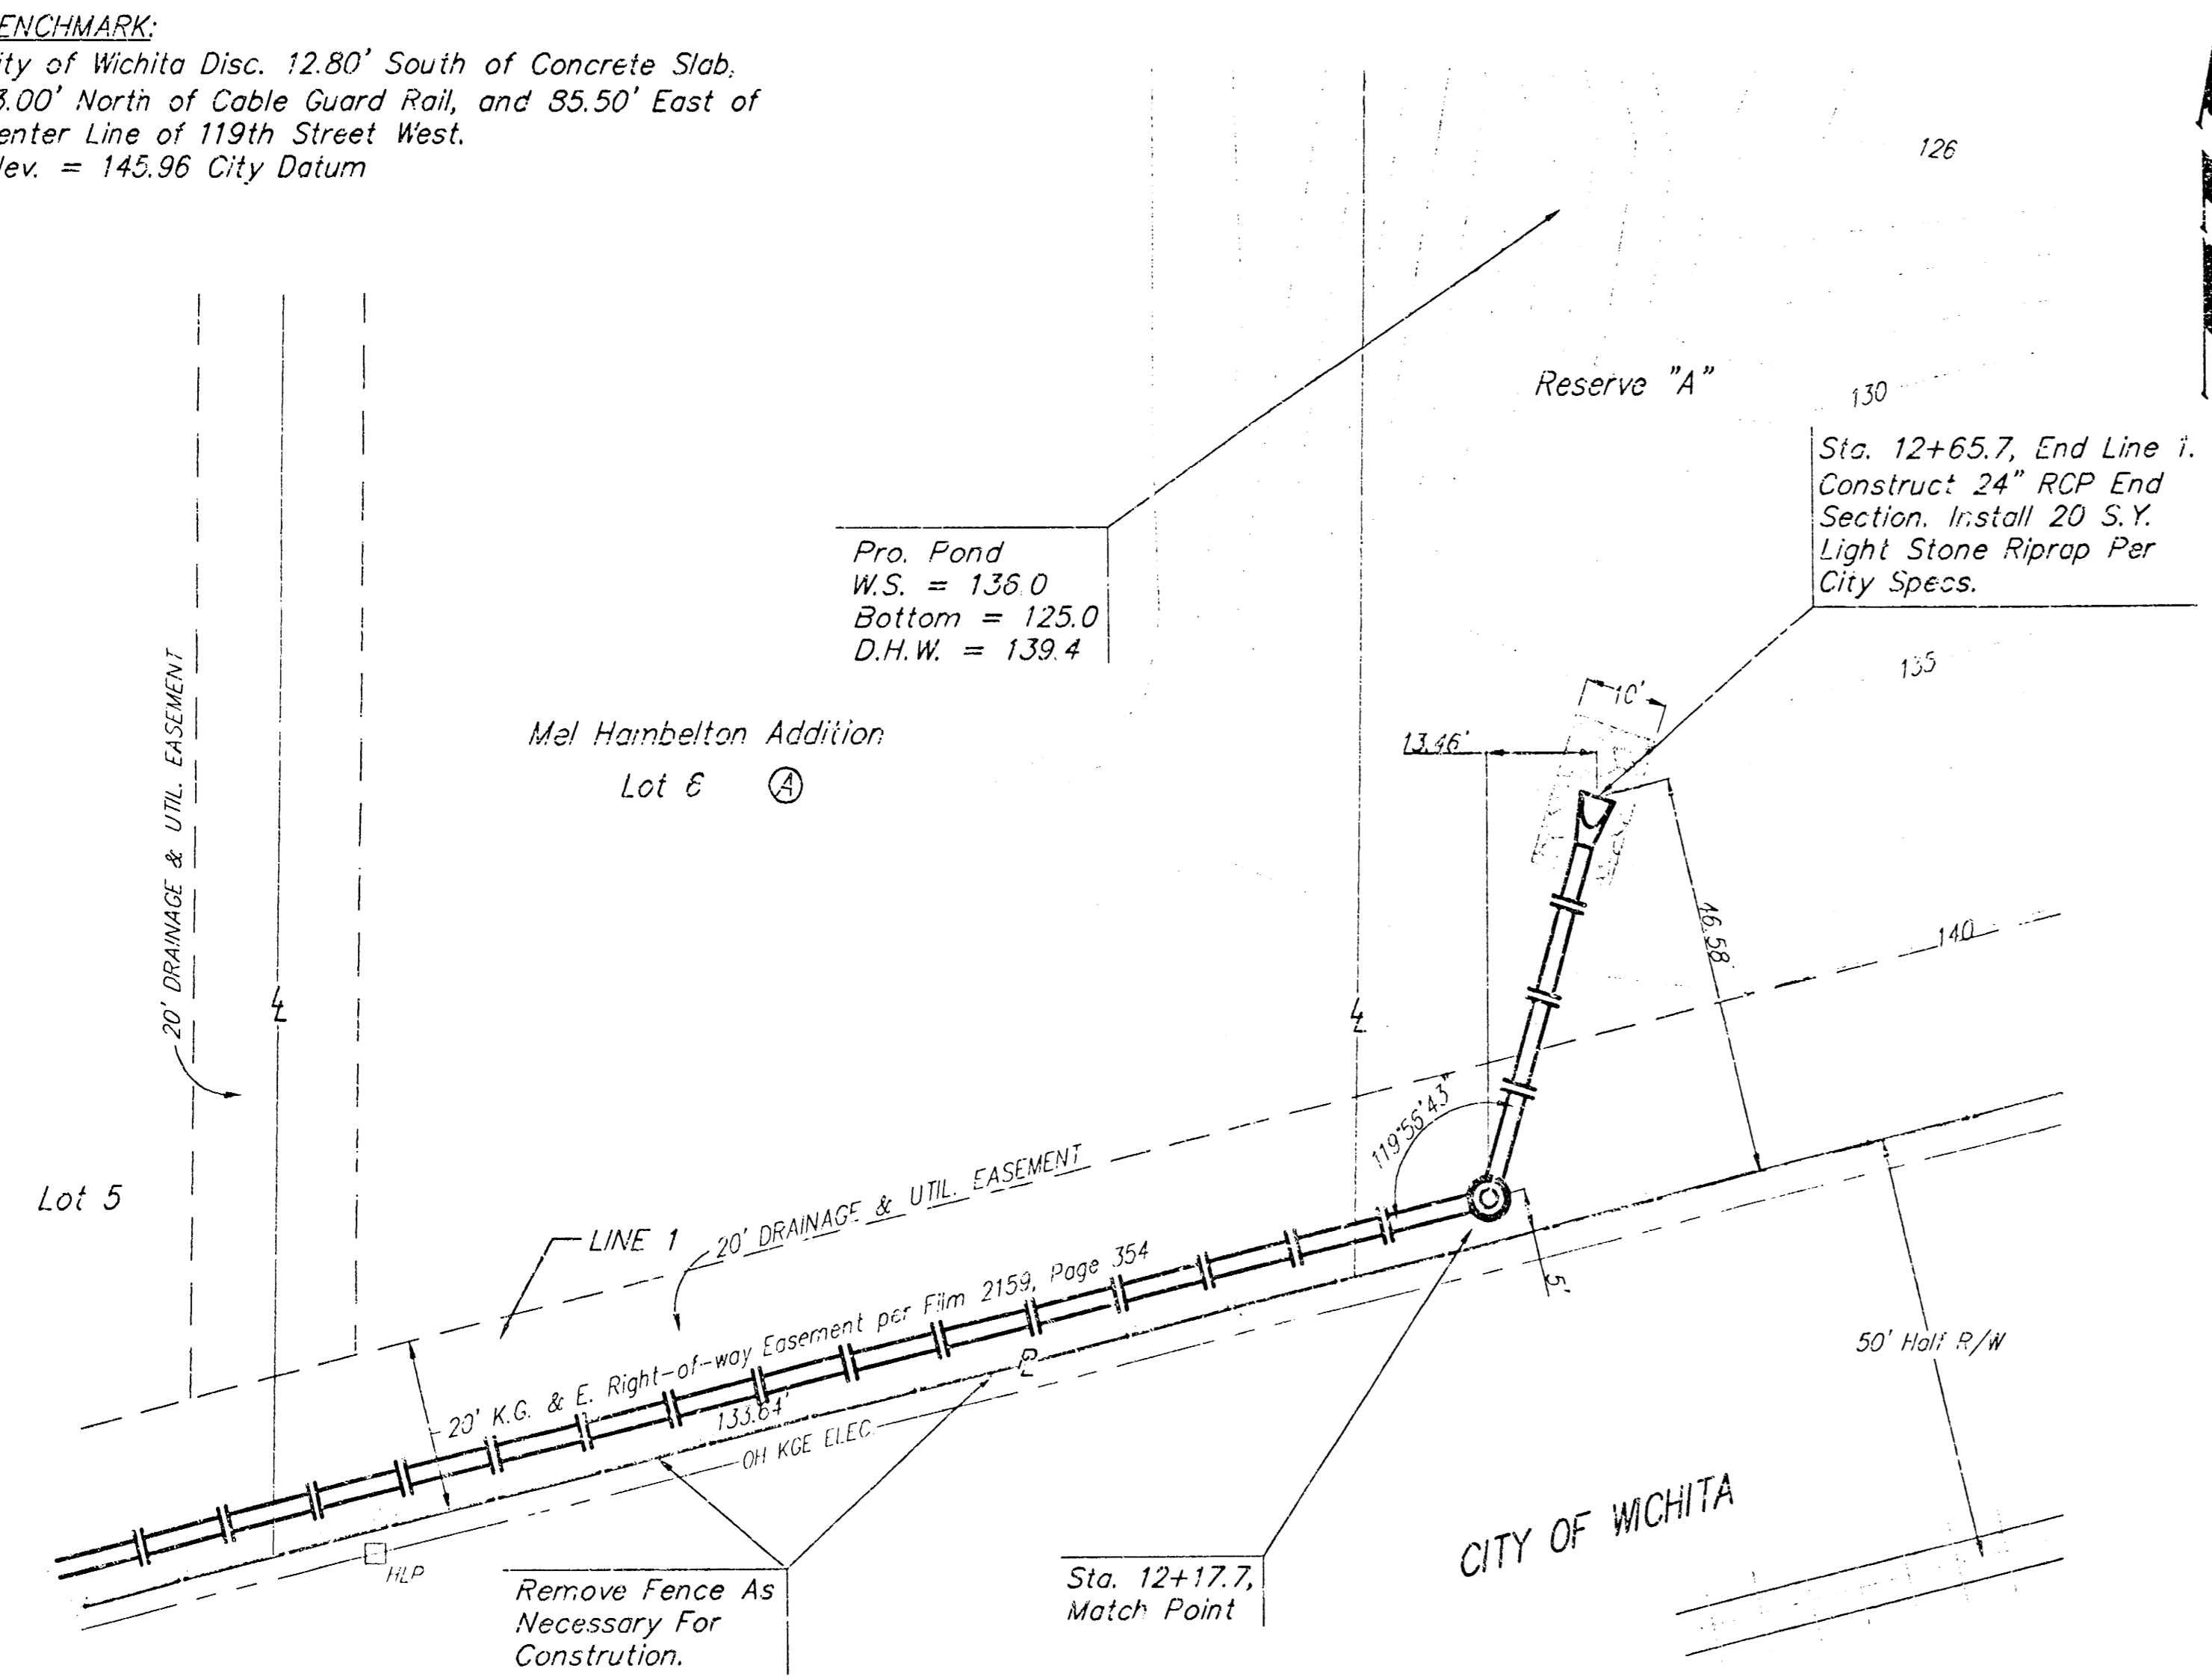 ENCHMARK:
ity of Wichita Disc. 12.80' South of Concrete Slab,
3.00' North of Cable Guard Rail, and 85.50' East of
enter Line of 119th Street West.
lev. = 145.96 City Datum
126
Reserve "A"
130
Sta. 12+65.7, End Line 1.
Construct 24" RCP End
Section. Install 20 S.Y.
Light Stone Riprap Per
City Specs.
Pro. Pond
W.S. = 136.0
Bottom = 125.0
D.H.W. = 139.4
135
10'
13.46'
Mel Hambelton Addition
Lot 6 A
20' DRAINAGE & UTIL. EASEMENT
46.58'
140
119°56'43"
Lot 5
LINE 1
20' DRAINAGE & UTIL. EASEMENT
20' K.G. & E. Right-of-way Easement per Film 2159, Page 354
5'
50' Half R/W
133.64'
OH KGE ELEC.
HLP
Remove Fence As
Necessary For
Constrution.
Sta. 12+17.7,
Match Point
CITY OF WICHITA